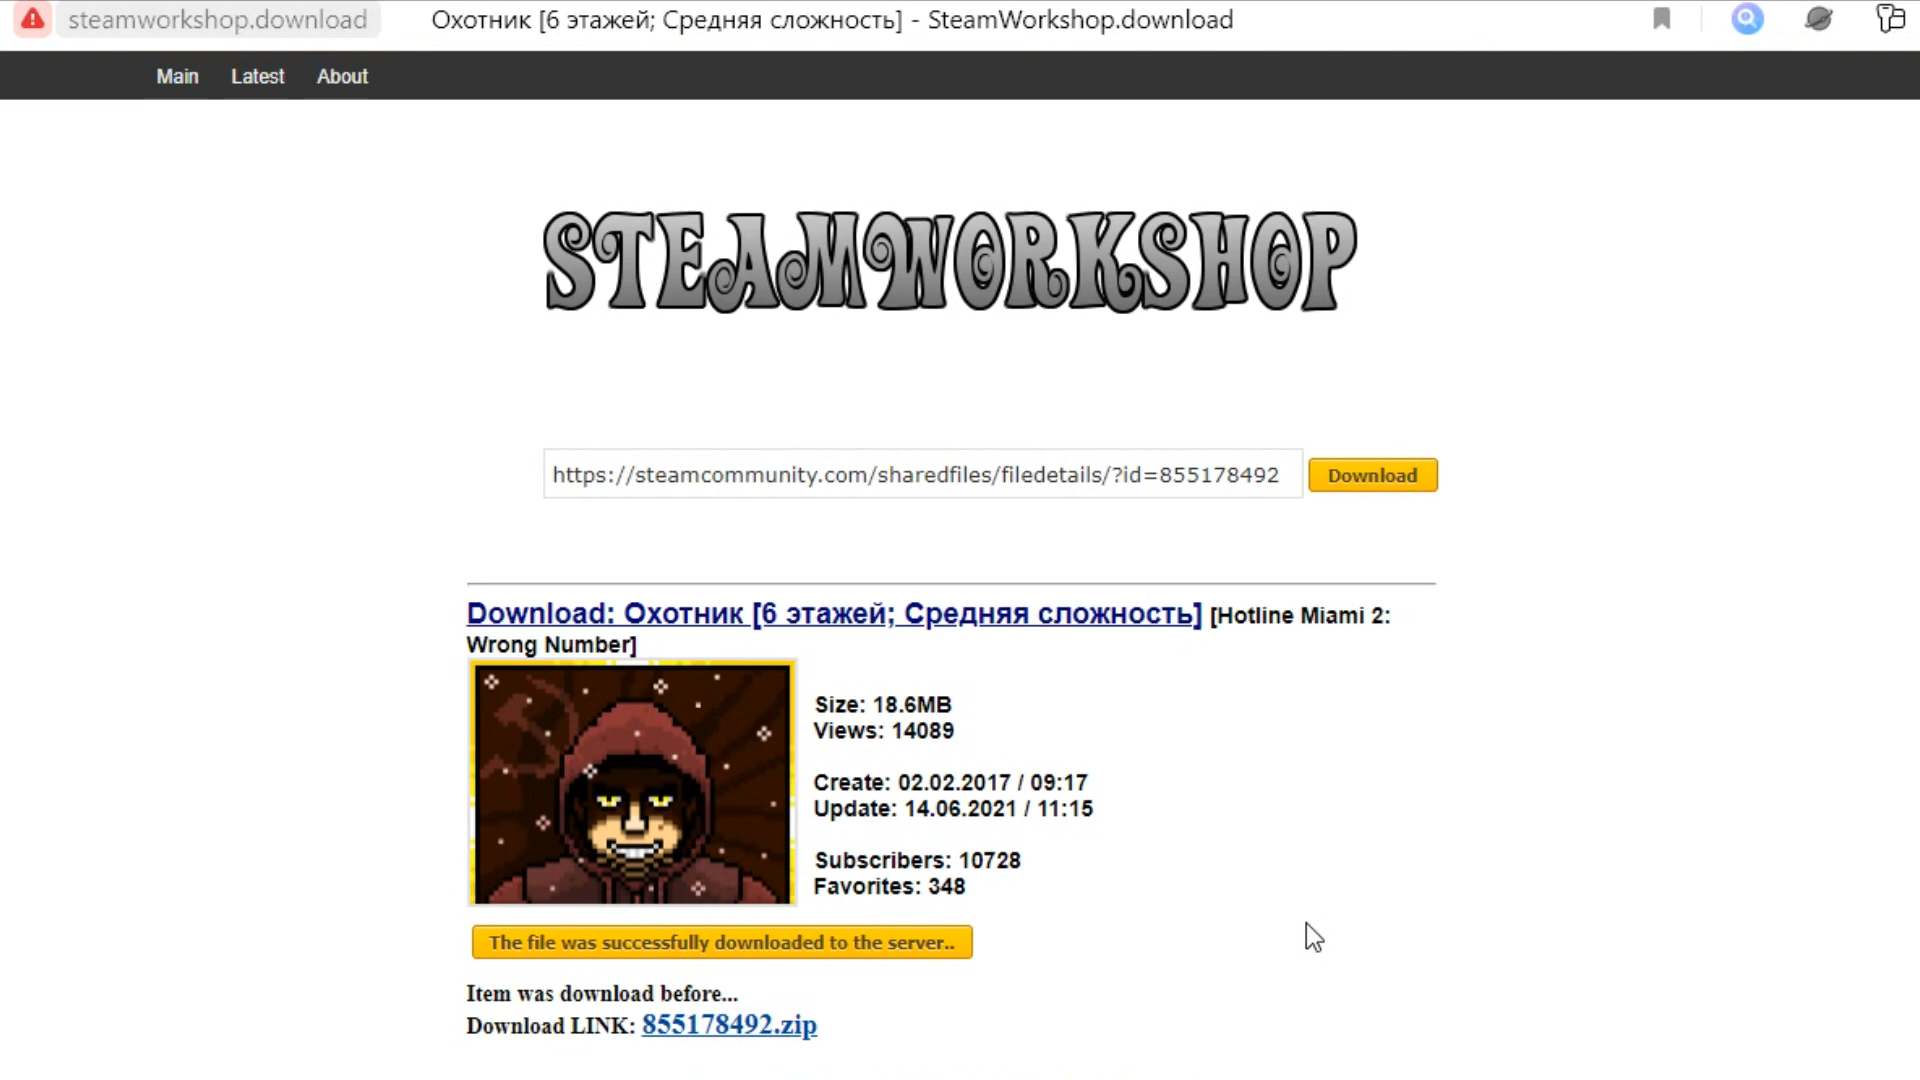 steamworkshop.download Охотник [6 этажей; Средняя сложность] - SteamWorkshop.download
Main Latest About
STEAMWORKSHOP
https://steamcommunity.com/sharedfiles/filedetails/?id=855178492 Download
Download: Охотник [6 этажей; Средняя сложность] [Hotline Miami 2:
Wrong Number]
Size: 18.6MB
Views: 14089
Create: 02.02.2017 / 09:17
Update: 14.06.2021 / 11:15
Subscribers: 10728
Favorites: 348
The file was successfully downloaded to the server..
Item was download before...
Download LINK: 855178492.zip